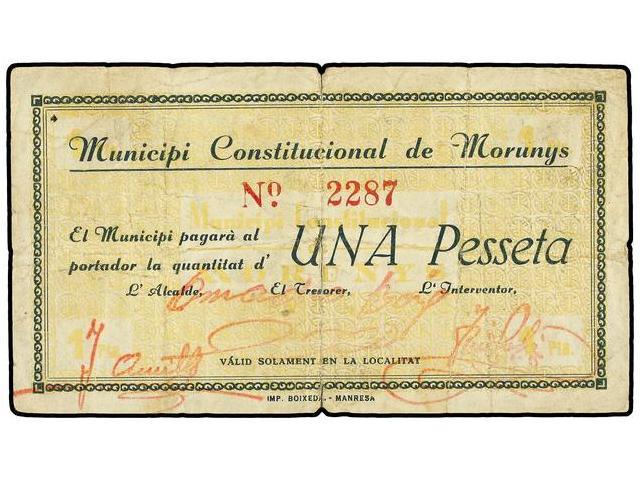 Municipi Constitucional de Morunys
Nº 2287
El Municipi pagarà al
portador la quantitat d' UNA Pesseta
L' Alcalde, El Tresorer, L' Interventor,
VÁLID SOLAMENT EN LA LOCALITAT
IMP. BOIXEDA. - MANRESA